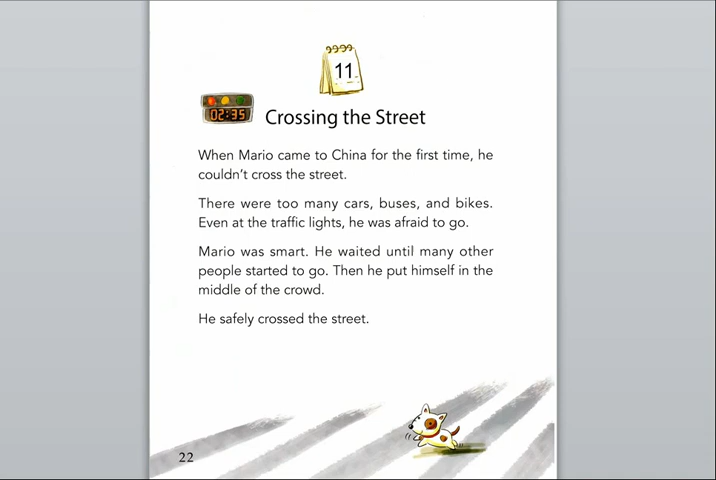 11
02:35
Crossing the Street
When Mario came to China for the first time, he
couldn't cross the street.
There were too many cars, buses, and bikes.
Even at the traffic lights, he was afraid to go.
Mario was smart. He waited until many other
people started to go. Then he put himself in the
middle of the crowd.
He safely crossed the street.
22